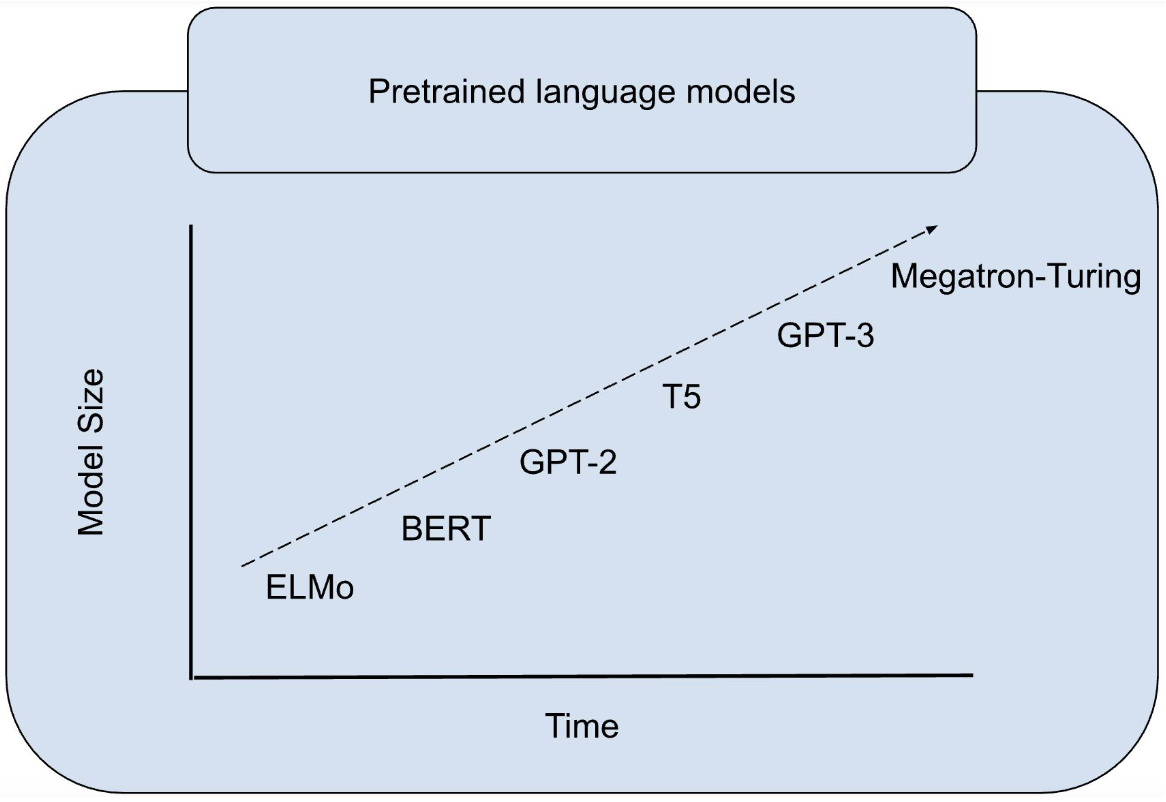 Pretrained language models
Megatron-Turing
GPT-3
T5
GPT-2
BERT
ELMo
Model Size
Time